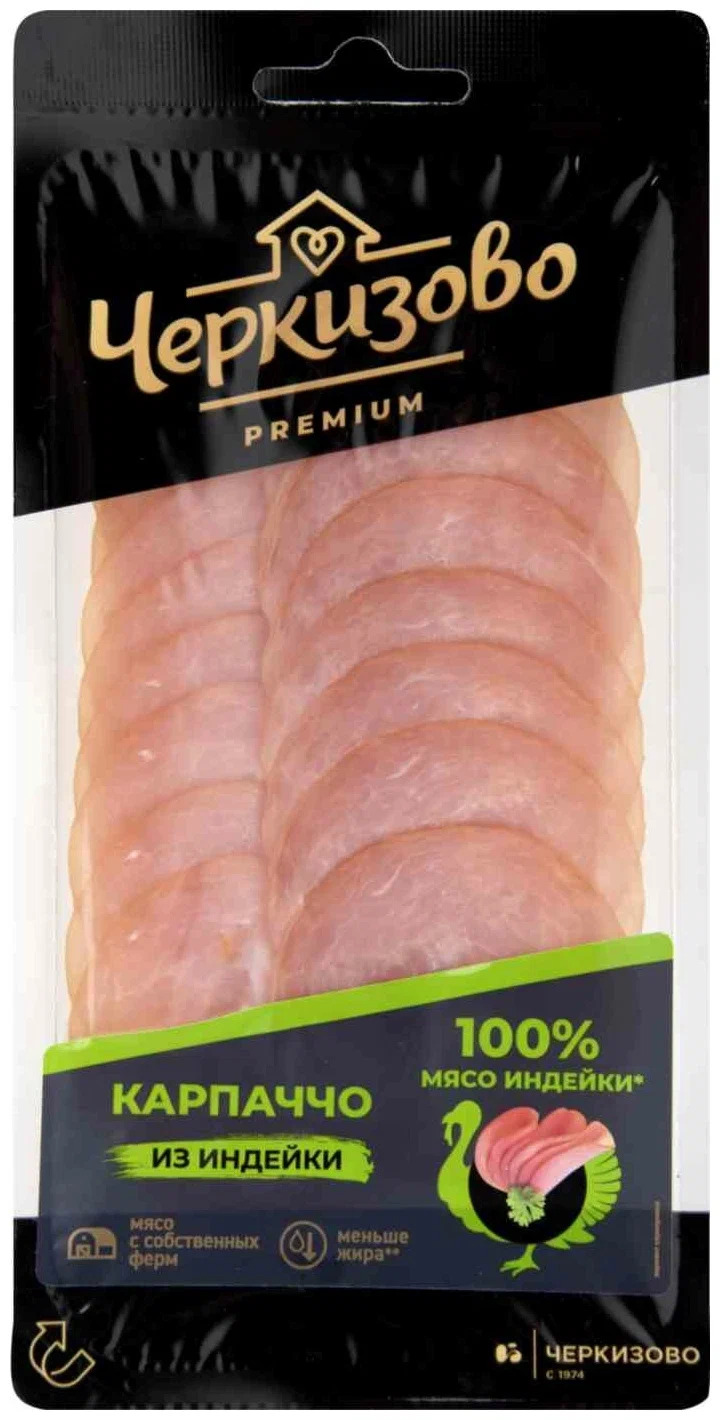 Черкизово
PREMIUM
100%
МЯСО ИНДЕЙКИ*
КАРПАЧЧО
ИЗ ИНДЕЙКИ
мясо
с собственных
ферм
меньше
жира**
ЧЕРКИЗОВО
С 1974